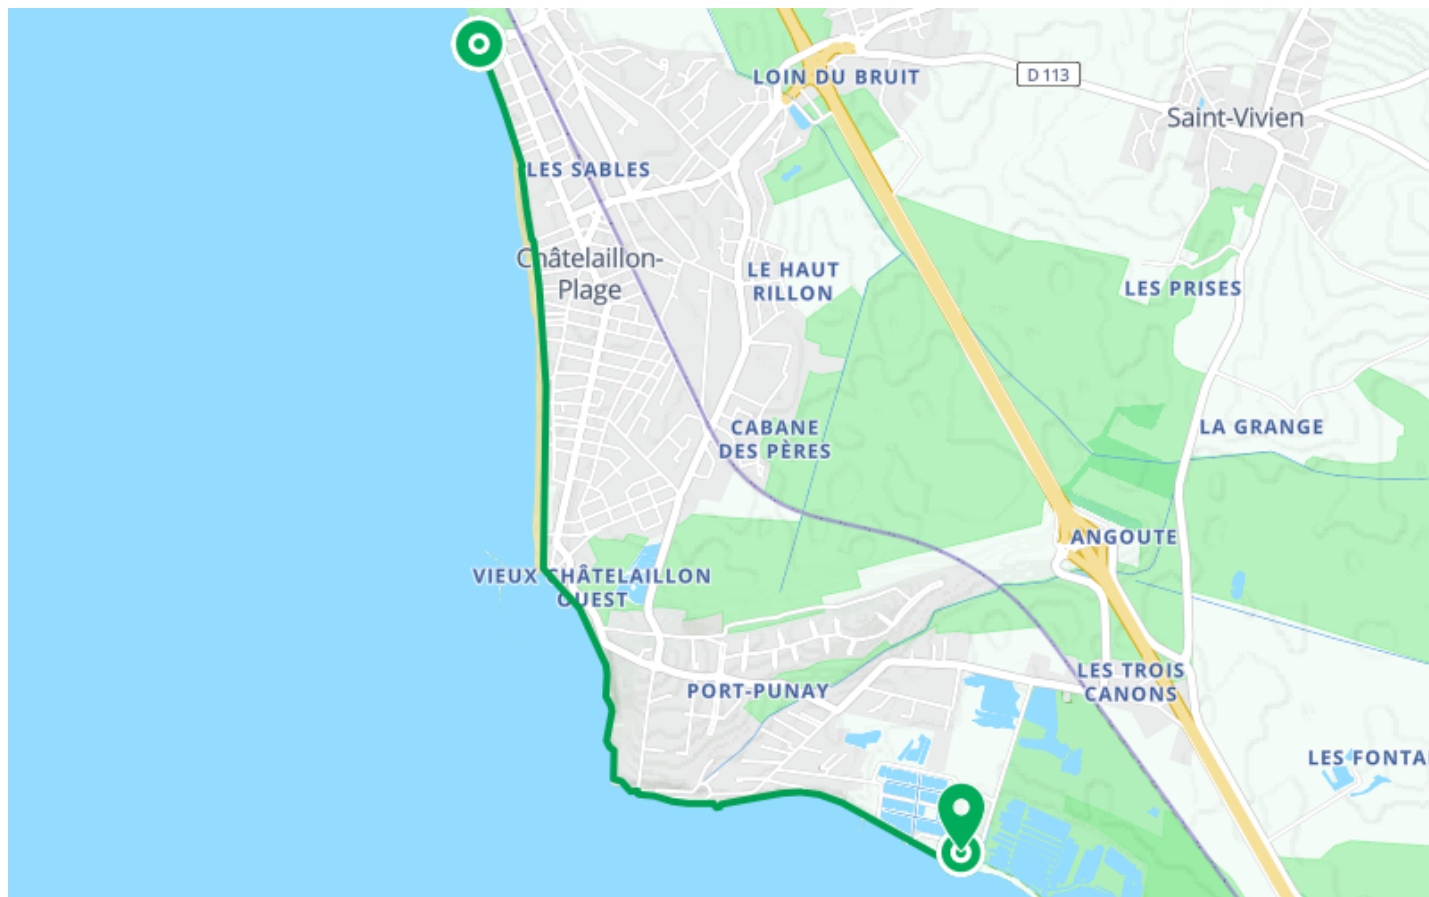 LOIN DU BRUIT
D 113
Saint-Vivien
LES SABLES
Châtelaillon-
Plage
LE HAUT
RILLON
LES PRISES
CABANE
DES PÈRES
LA GRANGE
ANGOUTE
VIEUX CHÂTELAILLON
OUEST
LES TROIS
CANONS
PORT-PUNAY
LES FONTA